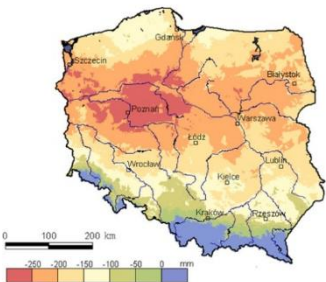 Gdańsk
Szczecin
Białystok
Poznań
Warszawa
Łódź
Wrocław
Lublin
Kielce
Kraków
Rzeszów
0 100 200 km
-250 -200 -150 -100 -50 0 mm